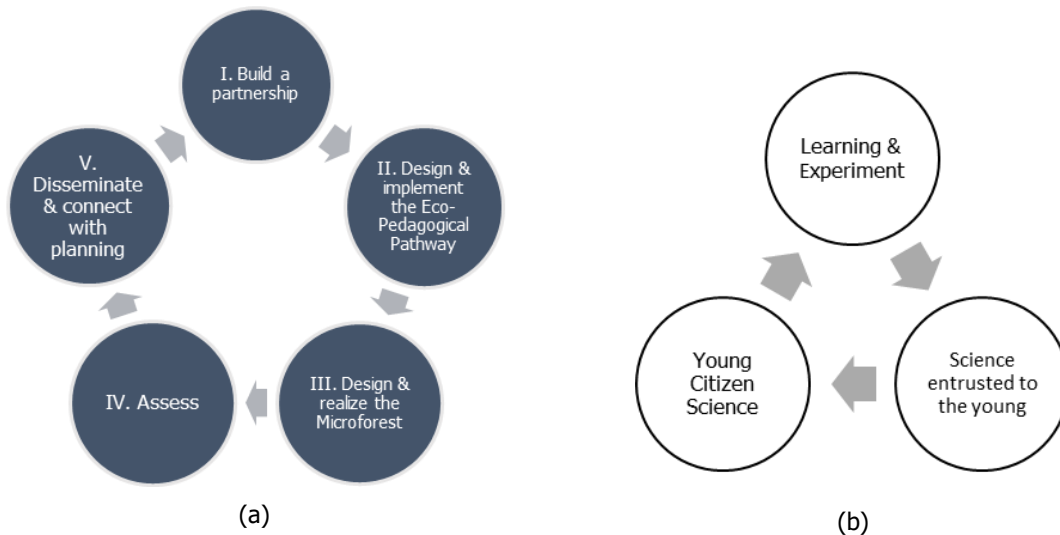 I. Build a
partnership
II. Design &
implement
the Eco-
Pedagogical
Pathway
III. Design &
realize the
Microforest
IV. Assess
V.
Disseminate
& connect
with
planning
(a)
Learning &
Experiment
Science
entrusted to
the young
Young
Citizen
Science
(b)